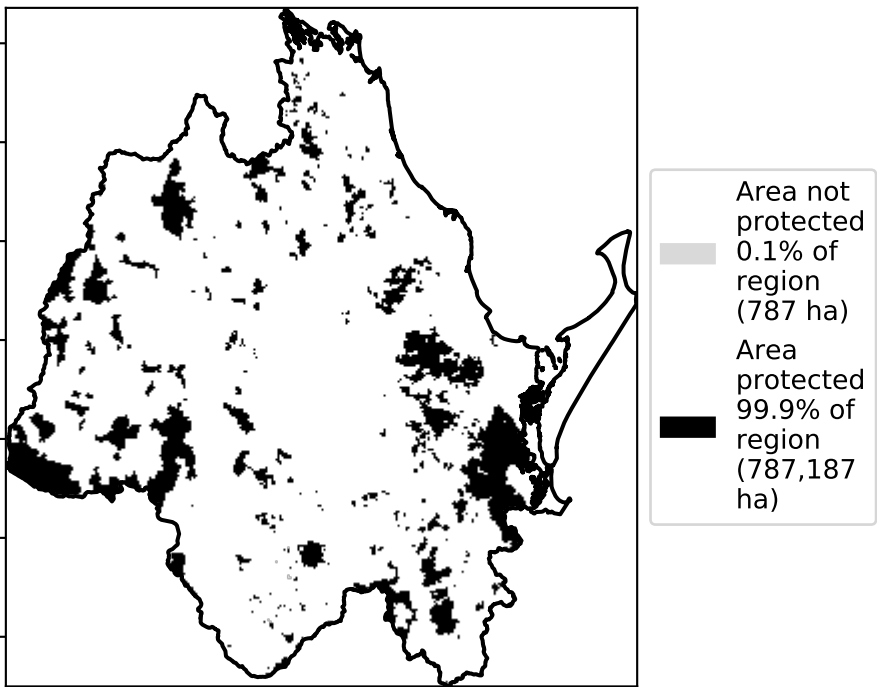 Area not
protected
0.1% of
region
(787 ha)
Area
protected
99.9% of
region
(787,187
ha)